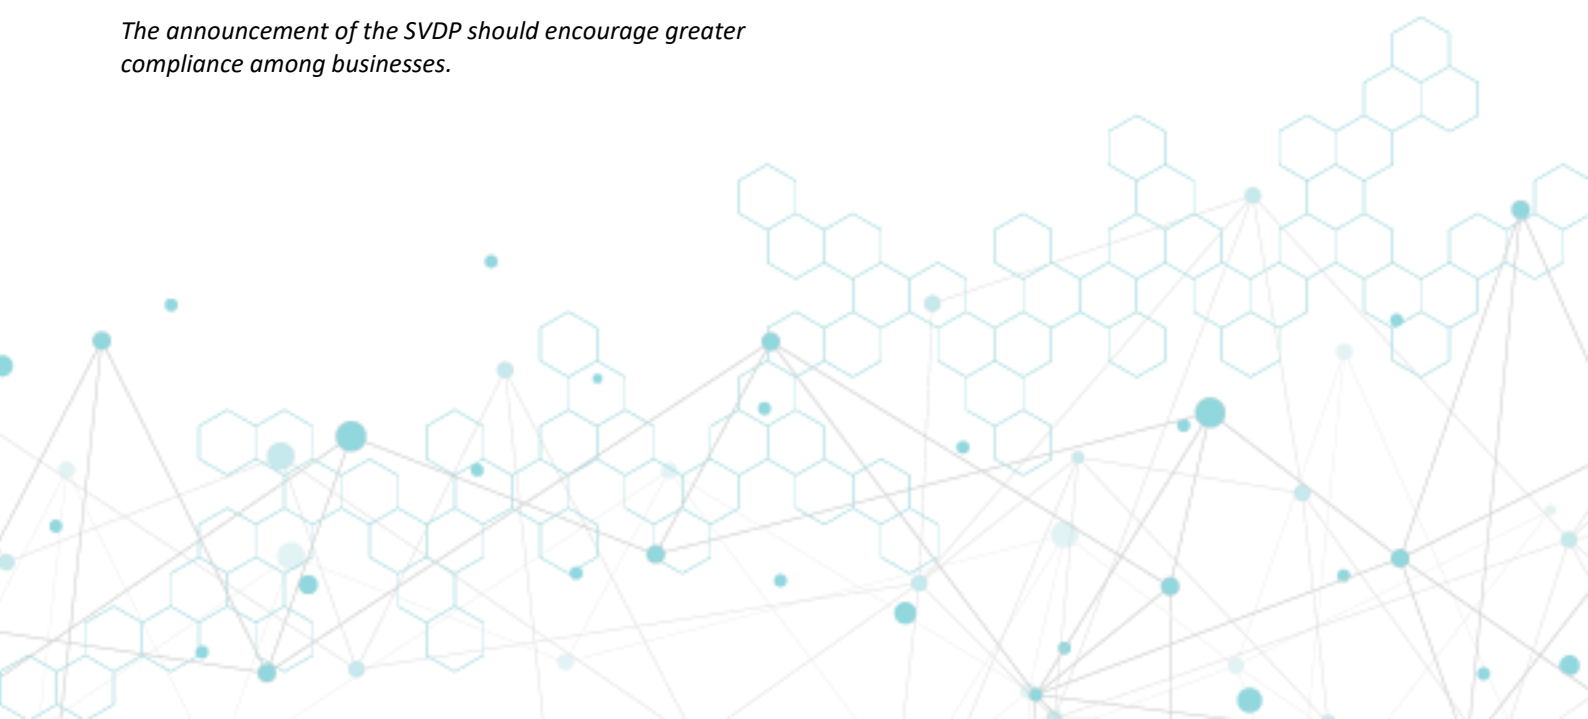 The announcement of the SVDP should encourage greater
compliance among businesses.